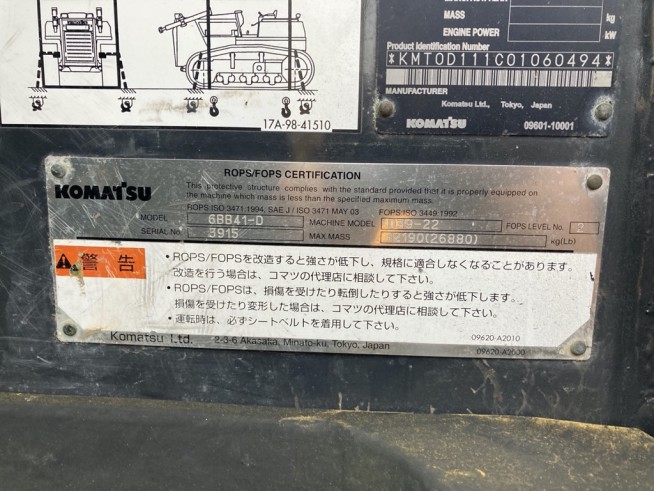 MASS kg
ENGINE POWER kW
Product Identification Number
*KMT0D111C01060494*
MANUFACTURER
Komatsu Ltd., Tokyo, Japan
KOMATSU 09601-10001
17A-98-41510
ROPS/FOPS CERTIFICATION
KOMATSU
This protective structure complies with the standard provided that it is properly equipped on
the machine which mass is less than the specified maximum mass.
ROPS ISO 3471:1994, SAE J / ISO 3471 MAY 03 FOPS:ISO 3449:1992
MODEL 6BB41-D MACHINE MODEL FOPS LEVEL No. 2
SERIAL No. 3915 MAX MASS 12190(26880) kg(Lb)
警告
・ROPS/FOPSを改造すると強さが低下し、規格に適合しなくなることがあります。
改造を行う場合は、コマツの代理店に相談して下さい。
・ROPS/FOPSは、損傷を受けたり転倒したりすると強さが低下します。
損傷を受けたり変形した場合は、コマツの代理店に相談して下さい。
・運転時は、必ずシートベルトを着用して下さい。
09620-A2010
Komatsu Ltd. 2-3-6 Akasaka, Minato-ku, Tokyo, Japan
09620-A2000